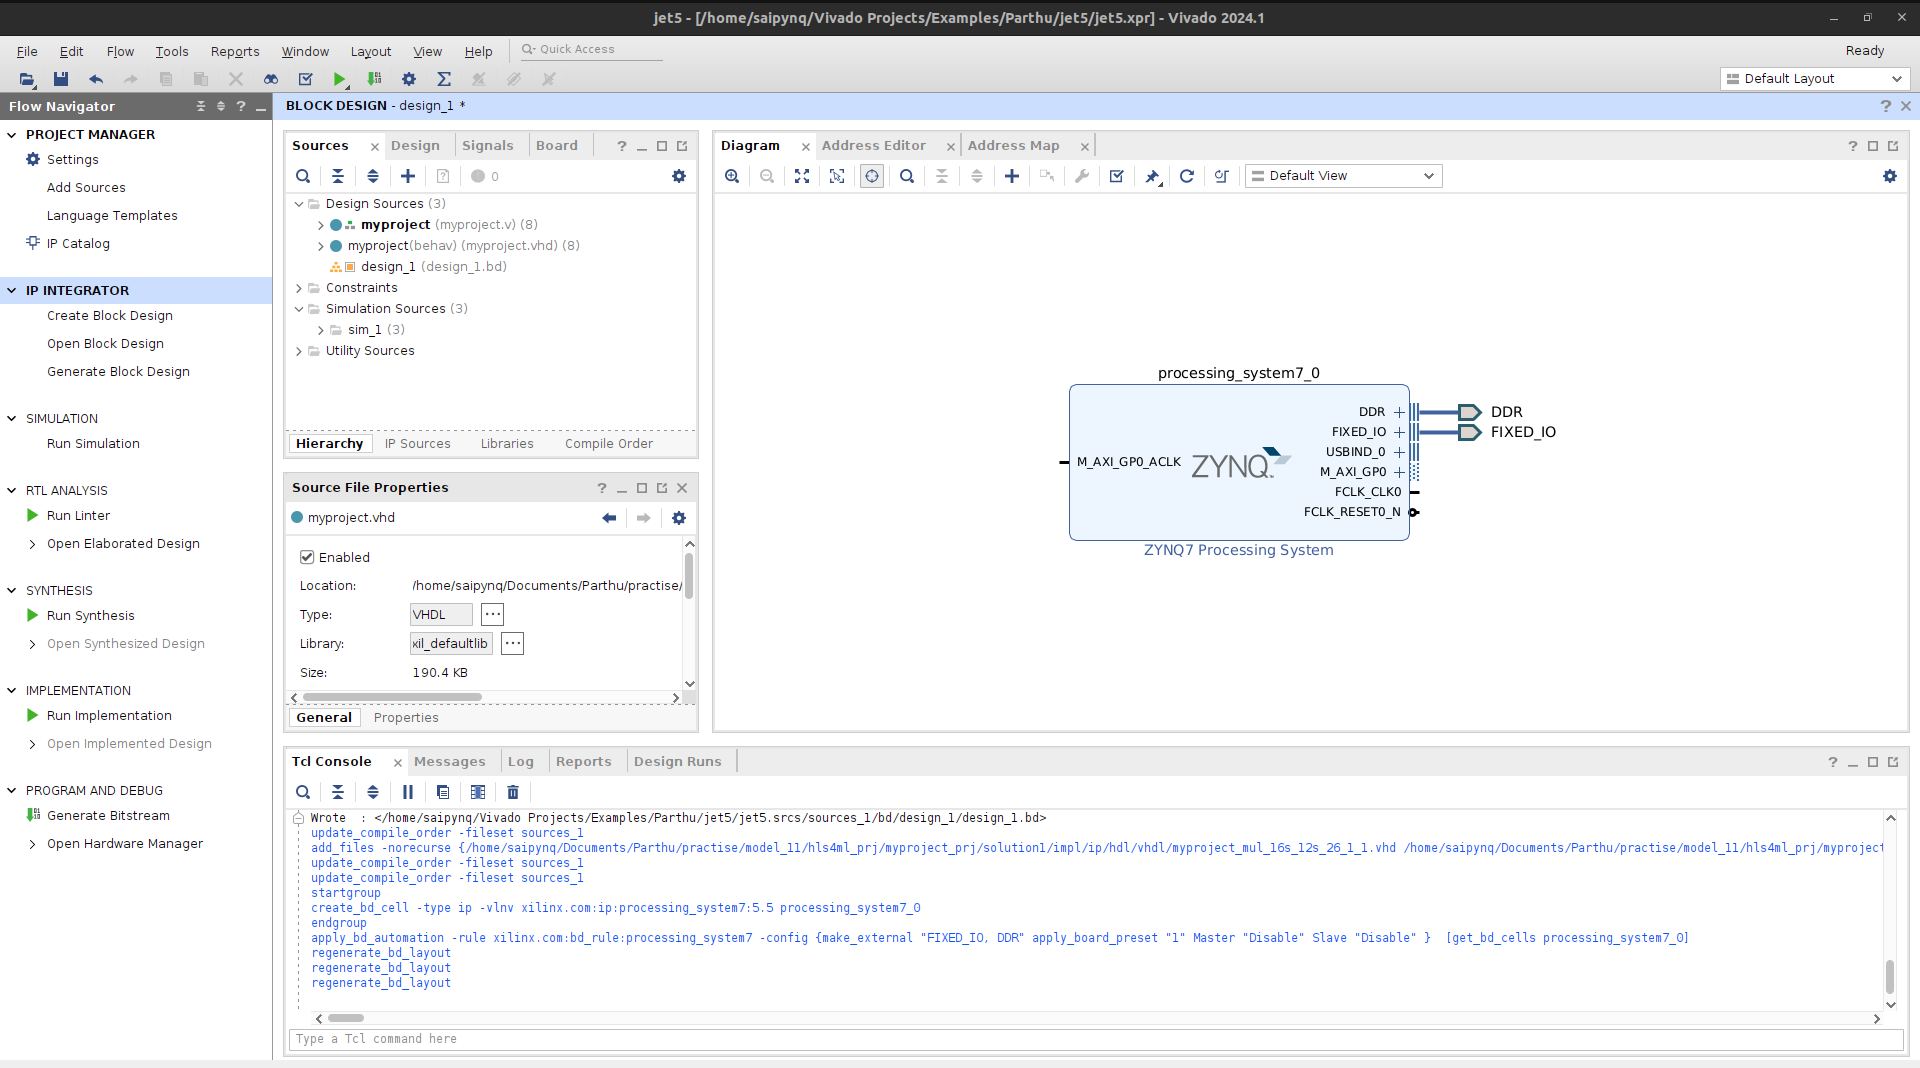 jet5 - [/home/saipynq/Vivado Projects/Examples/Parthu/jet5/jet5.xpr] - Vivado 2024.1
File Edit Flow Tools Reports Window Layout View Help Quick Access
Ready
Default Layout
Flow Navigator
PROJECT MANAGER
Settings
Add Sources
Language Templates
IP Catalog
IP INTEGRATOR
Create Block Design
Open Block Design
Generate Block Design
SIMULATION
Run Simulation
RTL ANALYSIS
Run Linter
Open Elaborated Design
SYNTHESIS
Run Synthesis
Open Synthesized Design
IMPLEMENTATION
Run Implementation
Open Implemented Design
PROGRAM AND DEBUG
Generate Bitstream
Open Hardware Manager
BLOCK DESIGN - design_1 *
Sources Design Signals Board
0
Design Sources (3)
myproject (myproject.v) (8)
myproject(behav) (myproject.vhd) (8)
design_1 (design_1.bd)
Constraints
Simulation Sources (3)
sim_1 (3)
Utility Sources
Hierarchy IP Sources Libraries Compile Order
Source File Properties
myproject.vhd
Enabled
Location: /home/saipynq/Documents/Parthu/practise/
Type: VHDL
Library: xil_defaultlib
Size: 190.4 KB
General Properties
Diagram Address Editor Address Map
Default View
processing_system7_0
DDR
FIXED_IO
USBIND_0
M_AXI_GP0
FCLK_CLK0
FCLK_RESET0_N
M_AXI_GP0_ACLK
ZYNQ
DDR
FIXED_IO
ZYNQ7 Processing System
Tcl Console Messages Log Reports Design Runs
Wrote : </home/saipynq/Vivado Projects/Examples/Parthu/jet5/jet5.srcs/sources_1/bd/design_1/design_1.bd>
update_compile_order -fileset sources_1
add_files -norecurse {/home/saipynq/Documents/Parthu/practise/model_11/hls4ml_prj/myproject_prj/solution1/impl/ip/hdl/vhdl/myproject_mul_16s_12s_26_1_1.vhd /home/saipynq/Documents/Parthu/practise/model_11/hls4ml_prj/myproject
update_compile_order -fileset sources_1
update_compile_order -fileset sources_1
startgroup
create_bd_cell -type ip -vlnv xilinx.com:ip:processing_system7:5.5 processing_system7_0
endgroup
apply_bd_automation -rule xilinx.com:bd_rule:processing_system7 -config {make_external "FIXED_IO, DDR" apply_board_preset "1" Master "Disable" Slave "Disable" } [get_bd_cells processing_system7_0]
regenerate_bd_layout
regenerate_bd_layout
regenerate_bd_layout
Type a Tcl command here